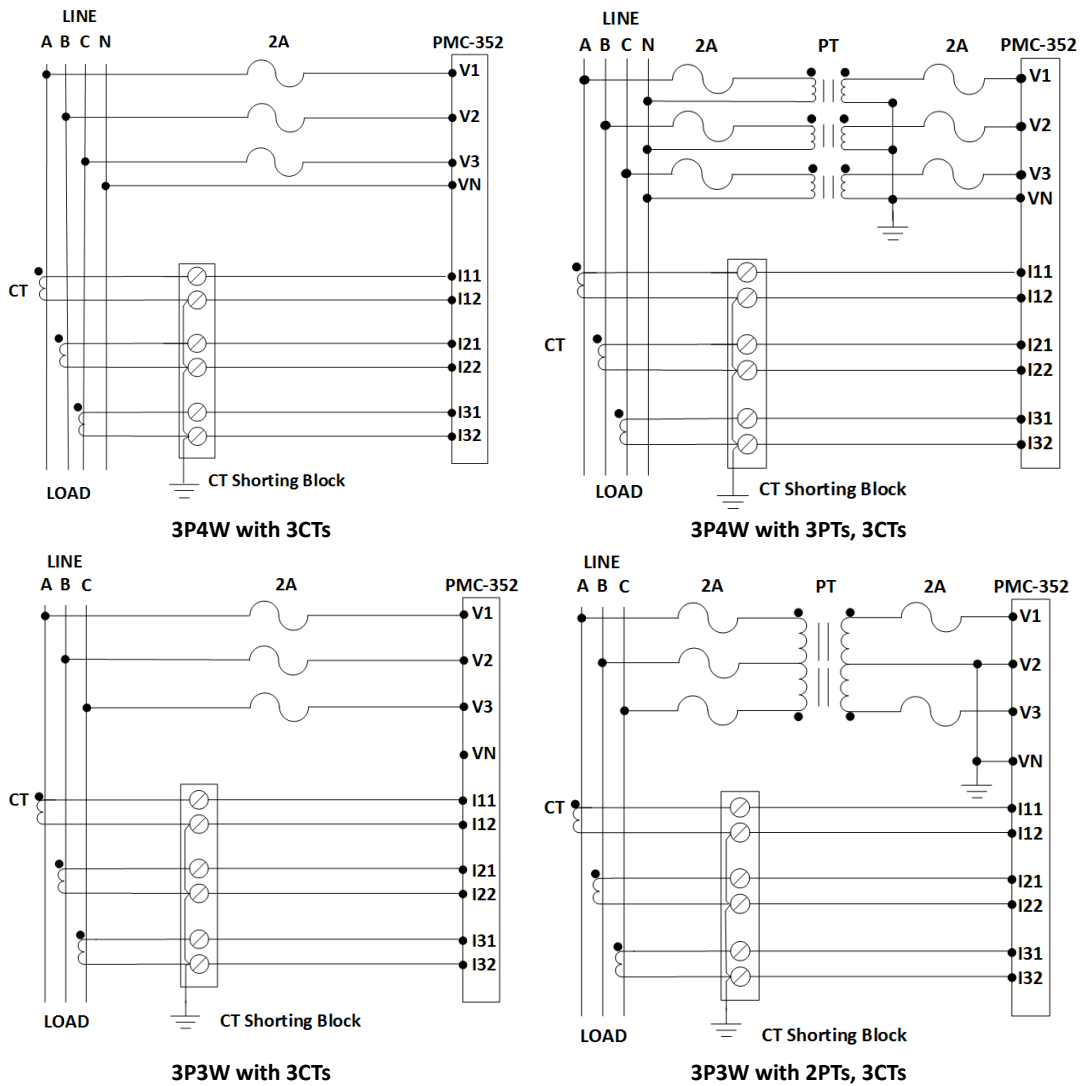 LINE
A B C N 2A PMC-352
V1
V2
V3
VN
CT
I11
I12
I21
I22
I31
I32
CT Shorting Block
LOAD
3P4W with 3CTs
LINE
A B C N 2A PT 2A PMC-352
V1
V2
V3
VN
I11
I12
CT
I21
I22
I31
I32
LOAD
CT Shorting Block
3P4W with 3PTs, 3CTs
LINE
A B C 2A PMC-352
V1
V2
V3
VN
CT
I11
I12
I21
I22
I31
I32
LOAD
CT Shorting Block
3P3W with 3CTs
LINE
A B C 2A PT 2A PMC-352
V1
V2
V3
VN
CT
I11
I12
I21
I22
I31
I32
LOAD
CT Shorting Block
3P3W with 2PTs, 3CTs